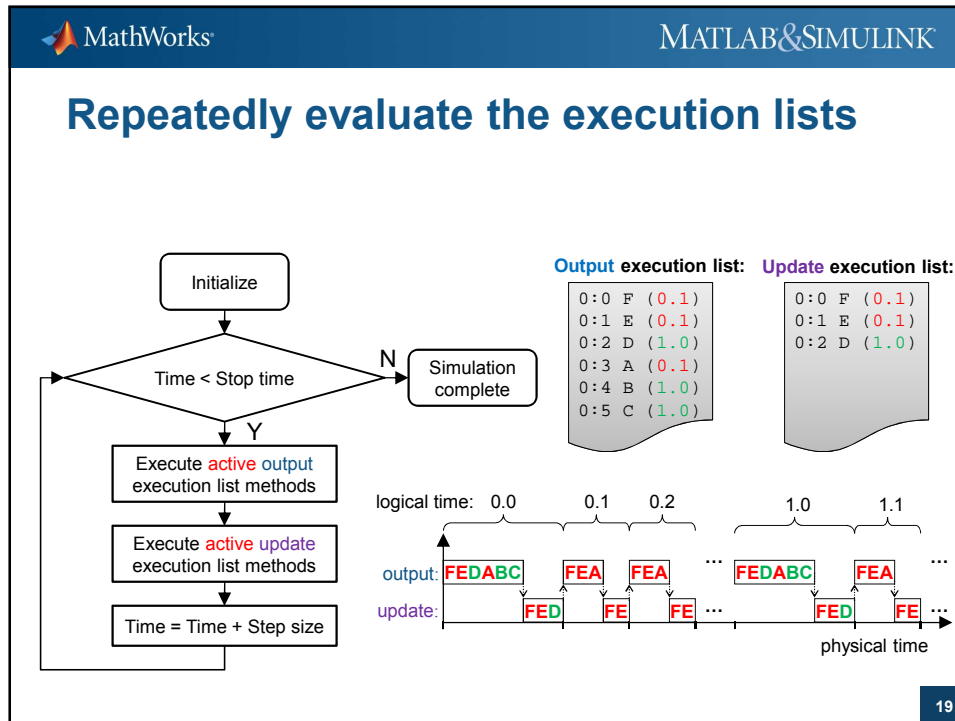 MathWorks®
MATLAB&SIMULINK®
Repeatedly evaluate the execution lists
Initialize
Time < Stop time
N
Simulation
complete
Y
Execute active output
execution list methods
Execute active update
execution list methods
Time = Time + Step size
Output execution list:
0:0 F (0.1)
0:1 E (0.1)
0:2 D (1.0)
0:3 A (0.1)
0:4 B (1.0)
0:5 C (1.0)
Update execution list:
0:0 F (0.1)
0:1 E (0.1)
0:2 D (1.0)
logical time: 0.0 0.1 0.2 1.0 1.1
output: FEDABC FEA FEA ... FEDABC FEA ...
update: FED FE FE ... FED FE ...
physical time
19